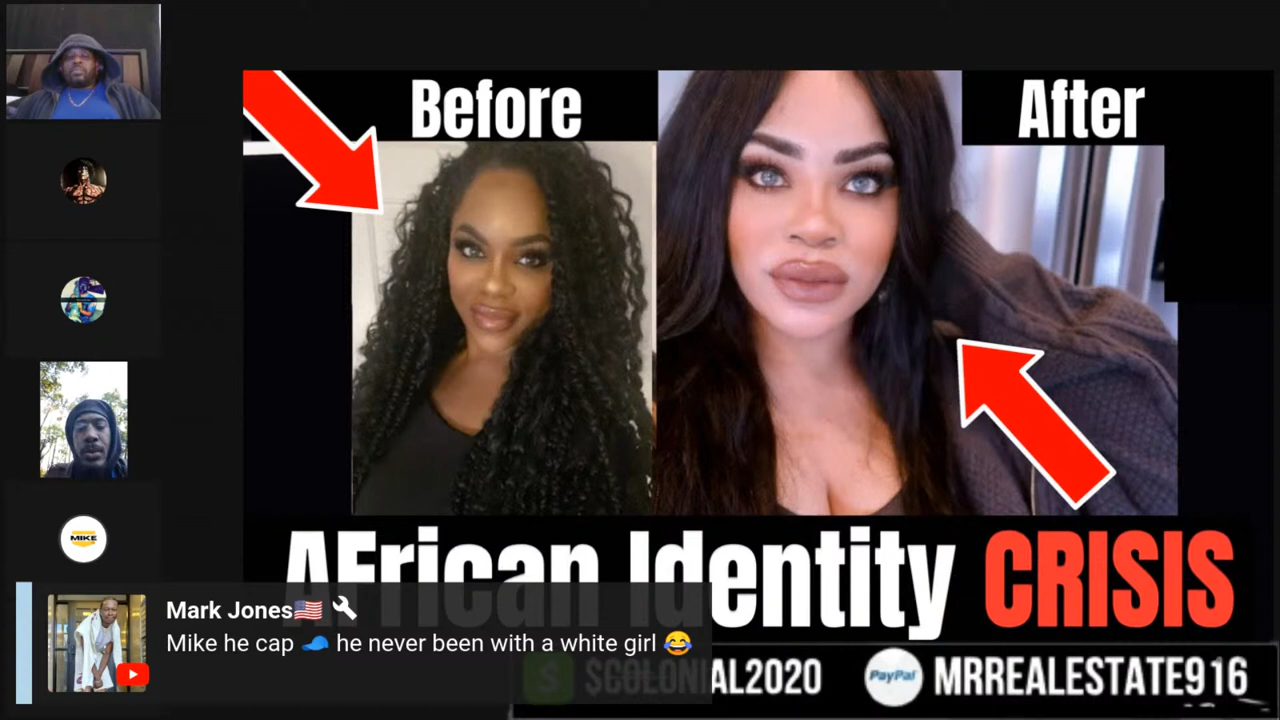 Before
After
AFrican Identity CRISIS
MIKE
Mark Jones🇺🇸 🔧
Mike he cap 🧢 he never been with a white girl 😂
S $COLONIAL2020 PayPal MRREALESTATE916